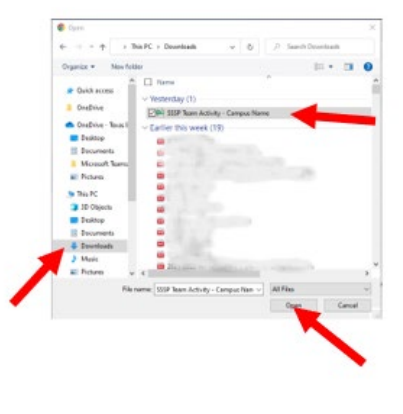 Open
This PC > Downloads
Search Downloads
Organize
New folder
Name
Quick access
Yesterday (1)
OneDrive
SSSP Team Activity - Campus Name
OneDrive - Texas
Earlier this week (19)
Desktop
Documents
Microsoft Teams
Pictures
This PC
3D Objects
Desktop
Documents
Downloads
Music
Pictures
File name: SSSP Team Activity - Campus Nam
All Files
Open
Cancel